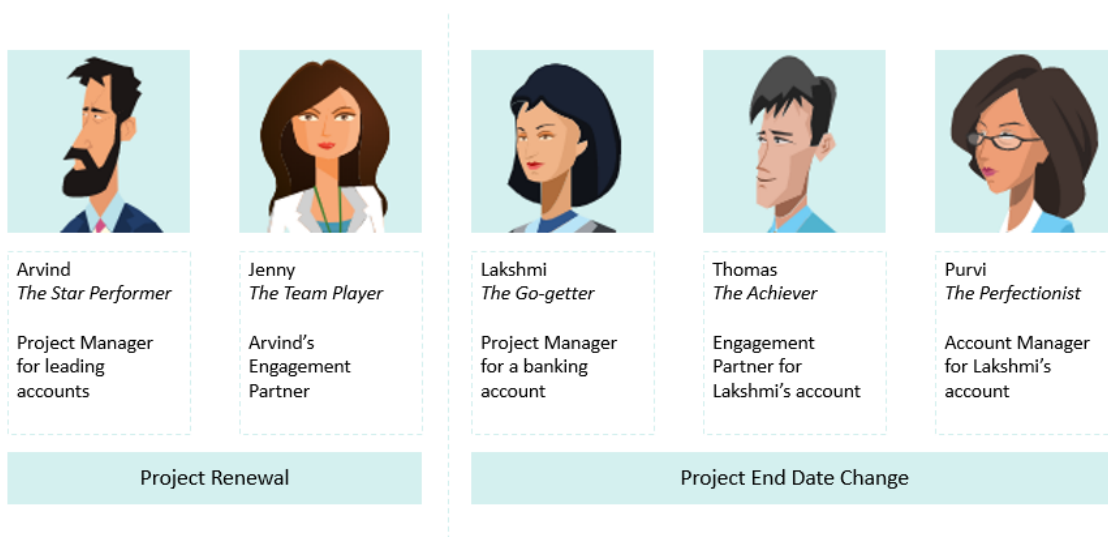 Arvind
The Star Performer
Project Manager
for leading
accounts
Jenny
The Team Player
Arvind’s
Engagement
Partner
Lakshmi
The Go-getter
Project Manager
for a banking
account
Thomas
The Achiever
Engagement
Partner for
Lakshmi’s account
Purvi
The Perfectionist
Account Manager
for Lakshmi’s
account
Project Renewal
Project End Date Change